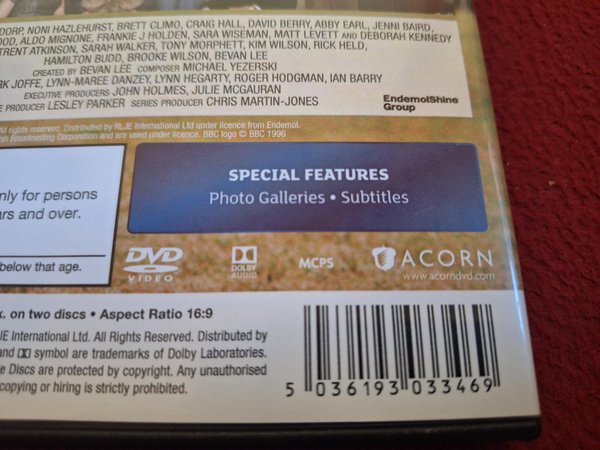 DORP, NONI HAZLEHURST, BRETT CLIMO, CRAIG HALL, DAVID BERRY, ABBY EARL, JENNI BAIRD,
OOD, ALDO MIGNONE, FRANKIE J HOLDEN, SARA WISEMAN, MATT LEVETT AND DEBORAH KENNEDY
TRENT ATKINSON, SARAH WALKER, TONY MORPHETT, KIM WILSON, RICK HELD,
HAMILTON BUDD, BROOKE WILSON, BEVAN LEE
CREATED BY BEVAN LEE COMPOSER MICHAEL YEZERSKI
RK JOFFE, LYNN-MAREE DANZEY, LYNN HEGARTY, ROGER HODGMAN, IAN BARRY
EXECUTIVE PRODUCERS JOHN HOLMES, JULIE MCGAURAN
E PRODUCER LESLEY PARKER SERIES PRODUCER CHRIS MARTIN-JONES
EndemolShine
Group
All rights reserved. Distributed by RLJE International Ltd under licence from Endemol.
sh Broadcasting Corporation and are used under licence. BBC logo © BBC 1996
only for persons
ars and over.
below that age.
SPECIAL FEATURES
Photo Galleries • Subtitles
DVD
VIDEO
DOLBY
AUDIO
MCPS
ACORN
www.acorndvd.com
x. on two discs • Aspect Ratio 16:9
JE International Ltd. All Rights Reserved. Distributed by
and symbol are trademarks of Dolby Laboratories.
e Discs are protected by copyright. Any unauthorised
copying or hiring is strictly prohibited.
5 036193 033469